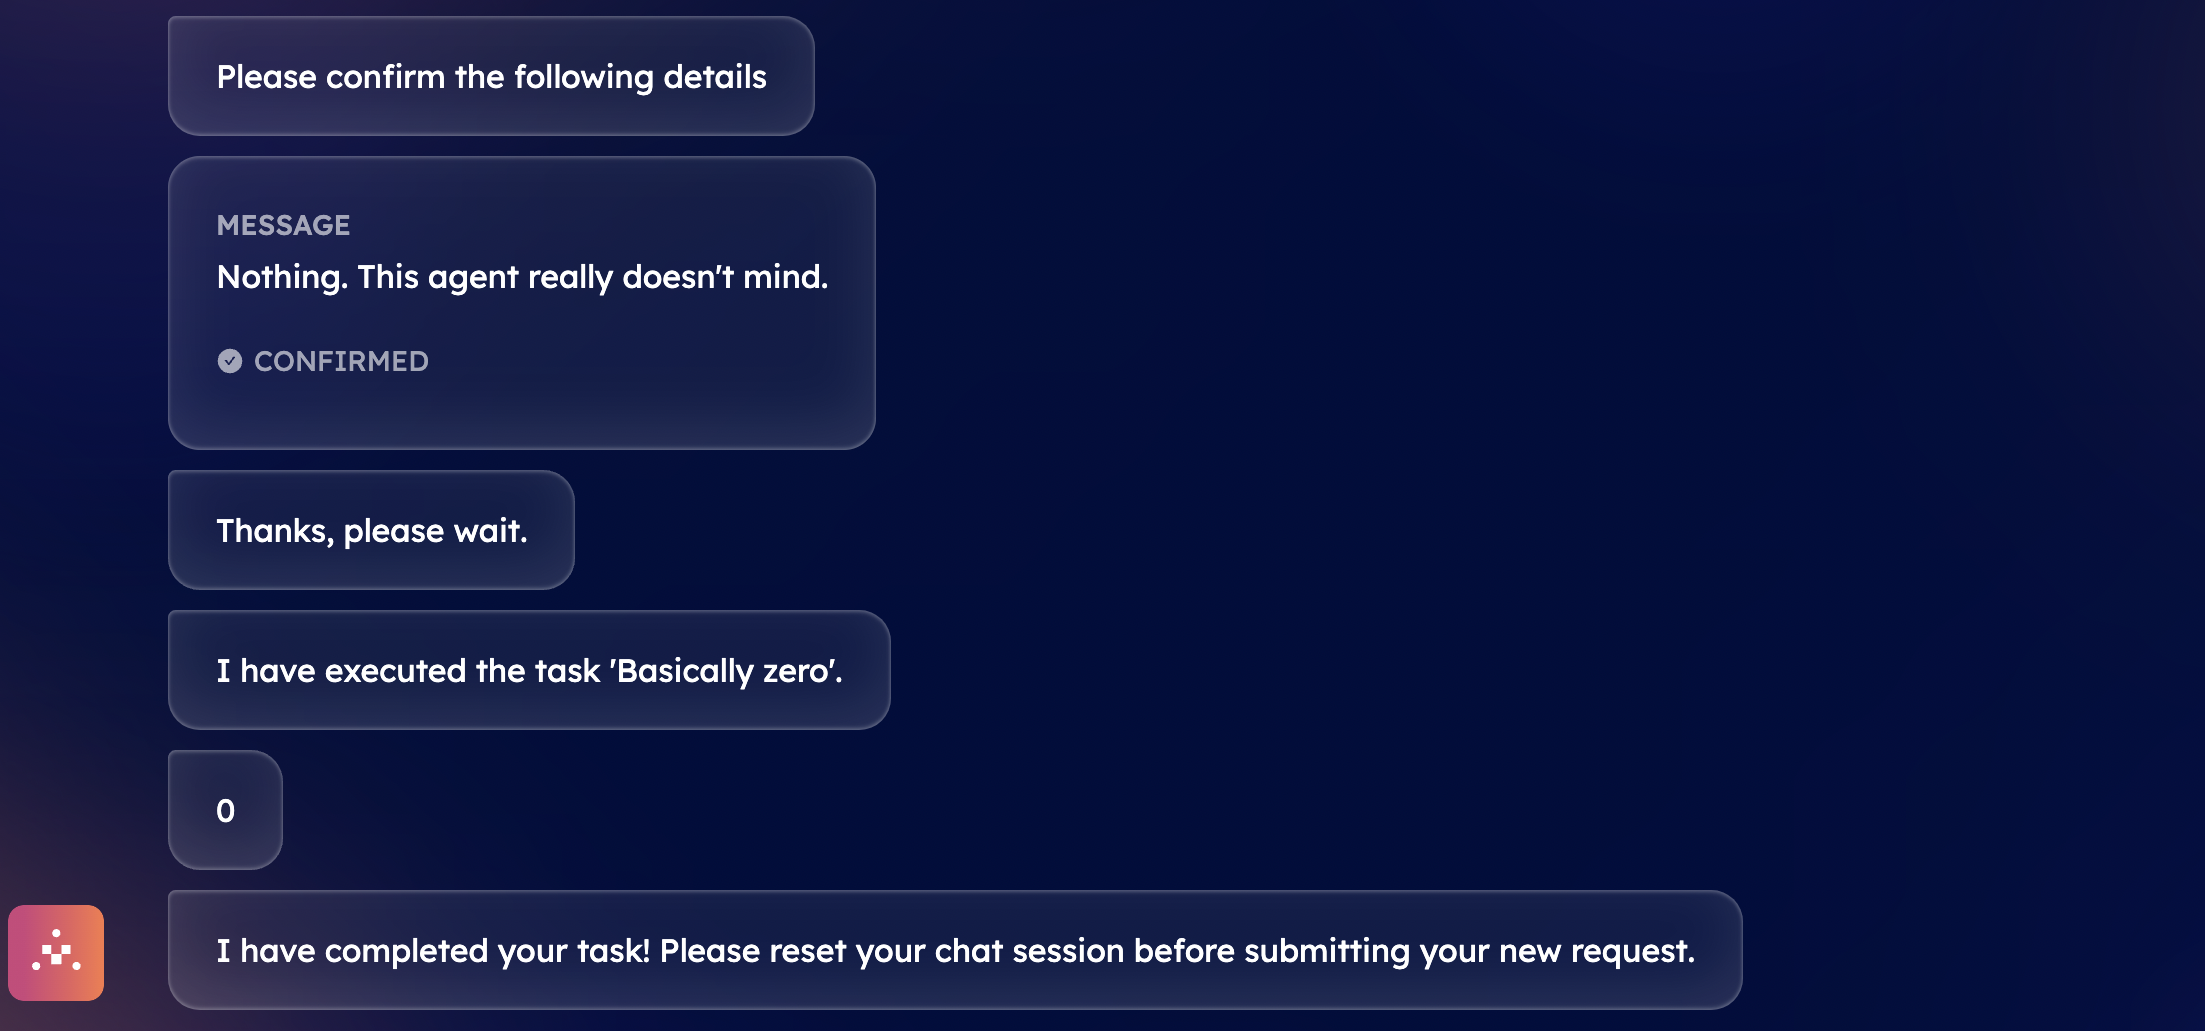 Please confirm the following details
MESSAGE
Nothing. This agent really doesn't mind.
CONFIRMED
Thanks, please wait.
I have executed the task 'Basically zero'.
0
I have completed your task! Please reset your chat session before submitting your new request.